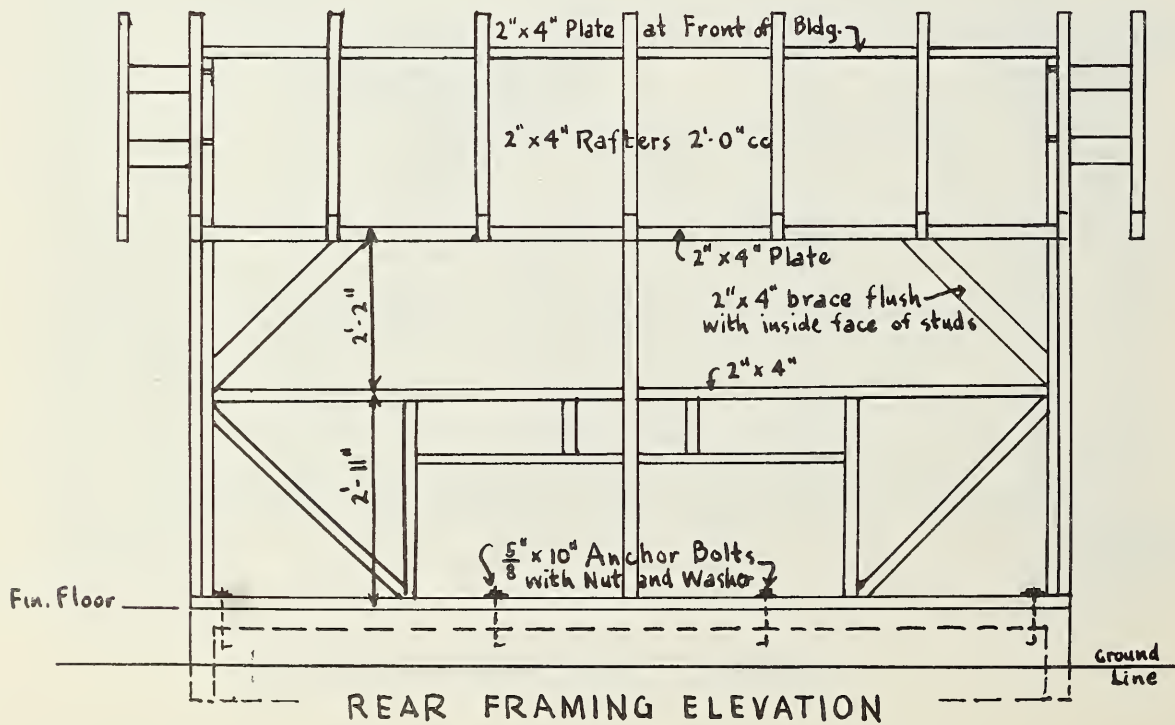 2"x4" Plate at Front of Bldg.
2"x4" Rafters 2'-0"cc
2"x4" Plate
2"x4" brace flush
with inside face of studs
2'-2"
2"x4"
2'-11"
5/8"x10" Anchor Bolts
with Nut and Washer
Fin. Floor
Ground
Line
REAR FRAMING ELEVATION